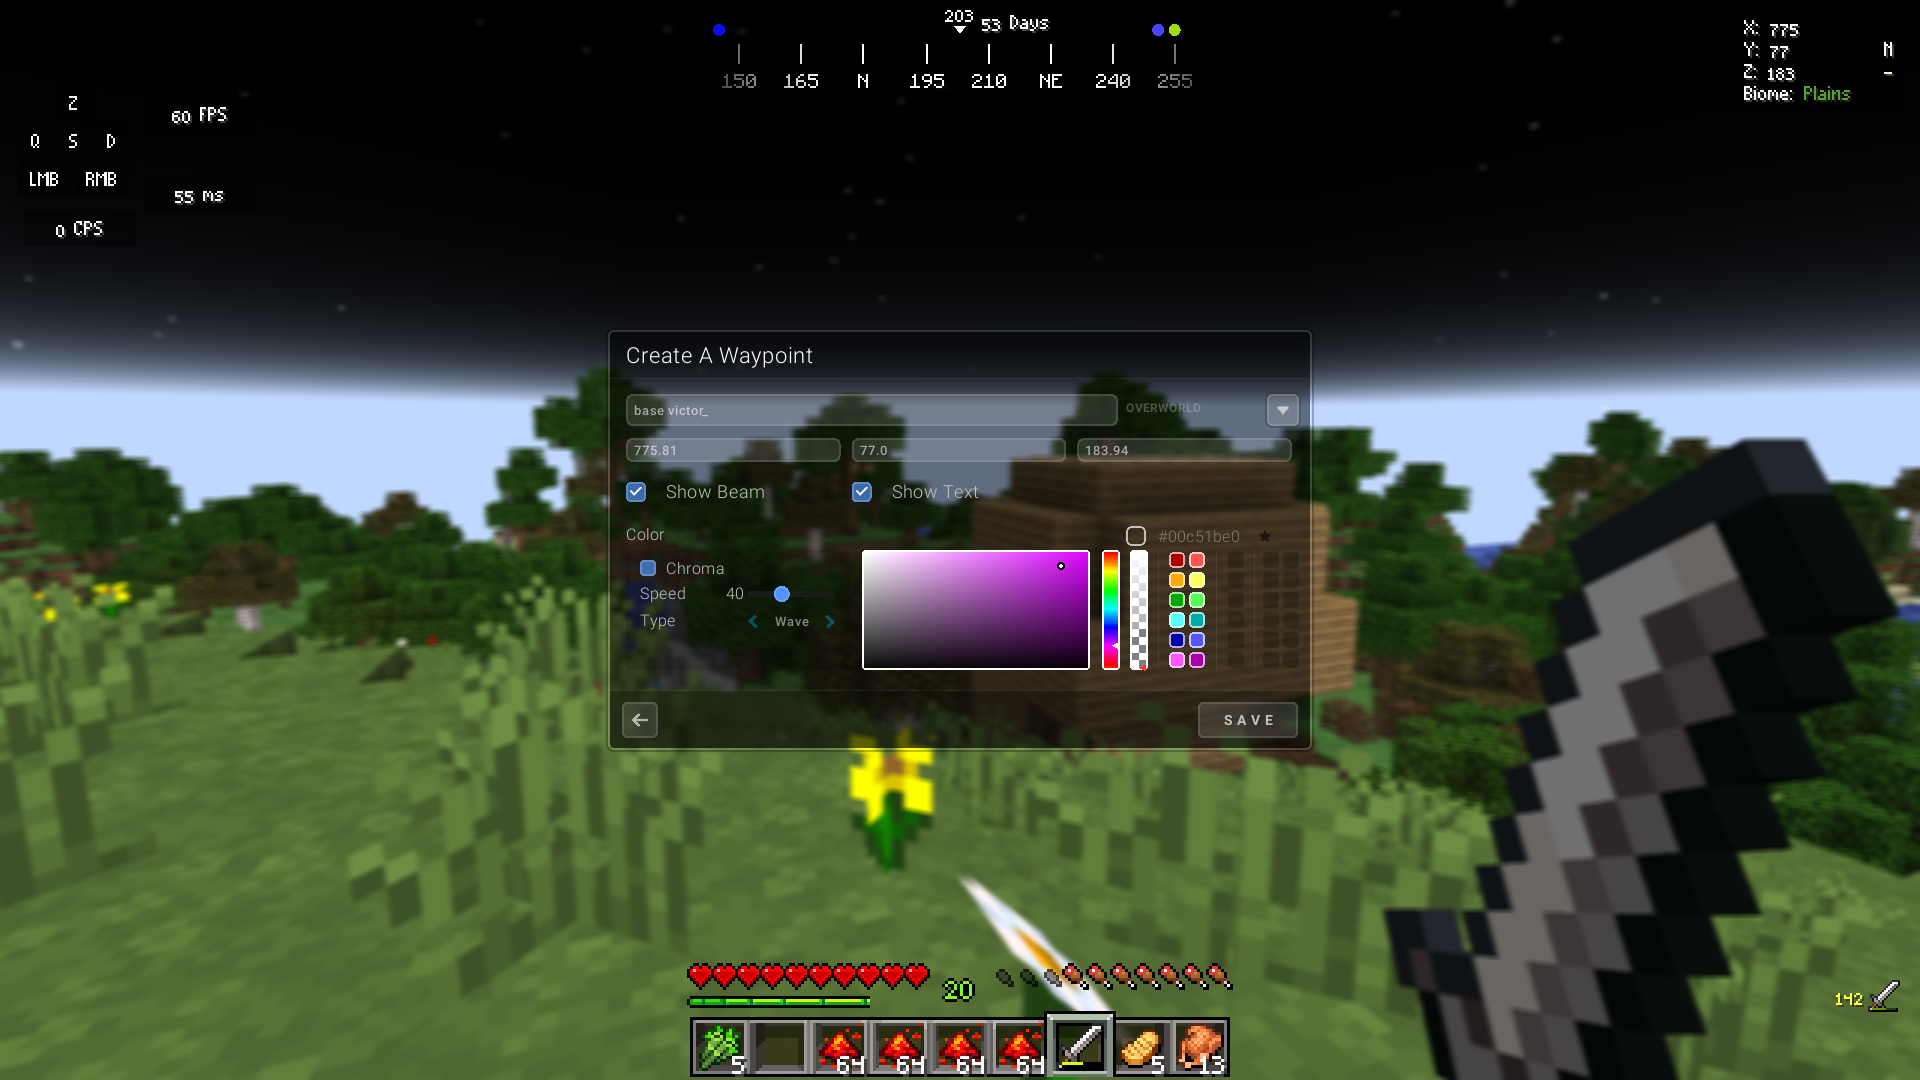 203 53 Days
150 165 N 195 210 NE 240 255
X: 775
Y: 77 N
Z: 183 -
Biome: Plains
Z
60 FPS
Q S D
LMB RMB
55 ms
0 CPS
Create A Waypoint
base victor_ OVERWORLD
775.81 77.0 183.94
Show Beam Show Text
Color #00c51be0
Chroma
Speed 40
Type Wave
SAVE
20
142
5 64 64 64 64 5 13